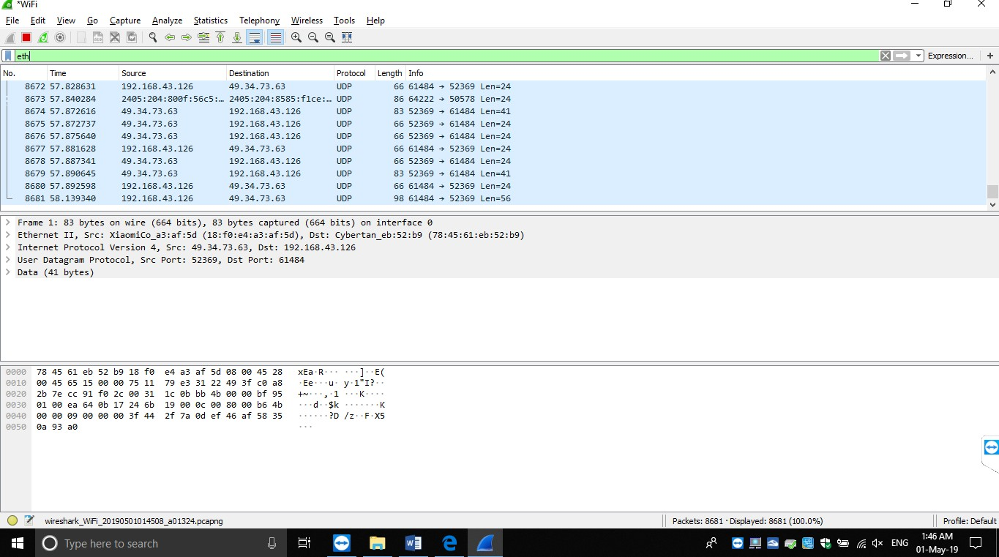 *WiFi
File Edit View Go Capture Analyze Statistics Telephony Wireless Tools Help
eth
Expression... +
No. Time Source Destination Protocol Length Info
8672 57.828631 192.168.43.126 49.34.73.63 UDP 66 61484 → 52369 Len=24
8673 57.840284 2405:204:800f:56c5:… 2405:204:8585:f1ce:… UDP 86 64222 → 50578 Len=24
8674 57.872616 49.34.73.63 192.168.43.126 UDP 83 52369 → 61484 Len=41
8675 57.872737 49.34.73.63 192.168.43.126 UDP 66 52369 → 61484 Len=24
8676 57.875640 49.34.73.63 192.168.43.126 UDP 66 52369 → 61484 Len=24
8677 57.881628 192.168.43.126 49.34.73.63 UDP 66 61484 → 52369 Len=24
8678 57.887341 49.34.73.63 192.168.43.126 UDP 66 52369 → 61484 Len=24
8679 57.890645 49.34.73.63 192.168.43.126 UDP 83 52369 → 61484 Len=41
8680 57.892598 192.168.43.126 49.34.73.63 UDP 66 61484 → 52369 Len=24
8681 58.139340 192.168.43.126 49.34.73.63 UDP 98 61484 → 52369 Len=56
Frame 1: 83 bytes on wire (664 bits), 83 bytes captured (664 bits) on interface 0
Ethernet II, Src: XiaomiCo_a3:af:5d (18:f0:e4:a3:af:5d), Dst: Cybertan_eb:52:b9 (78:45:61:eb:52:b9)
Internet Protocol Version 4, Src: 49.34.73.63, Dst: 192.168.43.126
User Datagram Protocol, Src Port: 52369, Dst Port: 61484
Data (41 bytes)
0000 78 45 61 eb 52 b9 18 f0 e4 a3 af 5d 08 00 45 28 xEa·R··· ···]··E(
0010 00 45 65 15 00 00 75 11 79 e3 31 22 49 3f c0 a8 ·Ee···u· y·1"I?··
0020 2b 7e cc 91 f0 2c 00 31 1c 0b bb 4b 00 00 bf 95 +~···,·1 ···K····
0030 01 00 ea 64 0b 17 24 6b 19 00 0c 00 80 00 b6 4b ···d··$k ·······K
0040 00 00 09 00 00 00 3f 44 2f 7a 0d ef 46 af 58 35 ······?D /z··F·X5
0050 0a 93 a0 ···
wireshark_WiFi_20190501014508_a01324.pcapng
Packets: 8681 · Displayed: 8681 (100.0%)
Profile: Default
Type here to search
ENG
1:46 AM
01-May-19